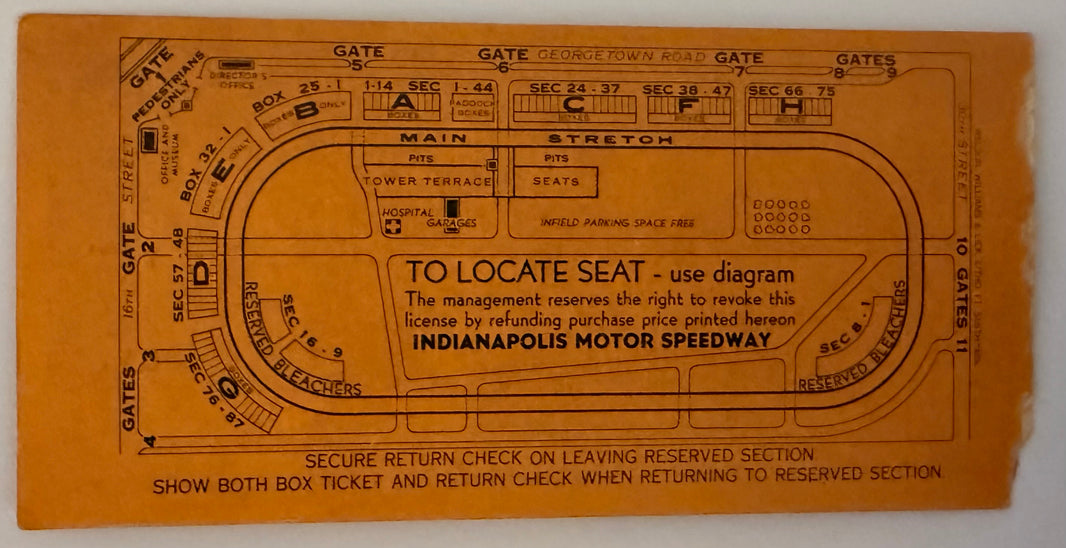 GATE GATE GEORGETOWN ROAD GATE GATES
5 6 7 8 9
GATE
1
PEDESTRIANS
ONLY
DIRECTOR'S
OFFICE
OFFICE AND
MUSEUM
BOX 25 - 1
BOXES B ONLY
1-14 SEC
A
BOXES
1 - 44
PADDOCK
BOXES
SEC 24 - 37
C
BOXES
SEC 38 - 47
F
BOXES
SEC 66 - 75
H
BOXES
BOX 32 - 1
BOXES E ONLY
MAIN STRETCH
PITS PITS
TOWER TERRACE SEATS
HOSPITAL
GARAGES
INFIELD PARKING SPACE FREE
16TH STREET
GATE 2
SEC 57 - 48
D
GATES 3
4
SEC 76 - 87
G
BOXES
RESERVED BLEACHERS
SEC 16 - 9
TO LOCATE SEAT - use diagram
The management reserves the right to revoke this
license by refunding purchase price printed hereon
INDIANAPOLIS MOTOR SPEEDWAY
SEC 8 - 1
RESERVED BLEACHERS
STREET
10 GATES 11
SECURE RETURN CHECK ON LEAVING RESERVED SECTION
SHOW BOTH BOX TICKET AND RETURN CHECK WHEN RETURNING TO RESERVED SECTION.